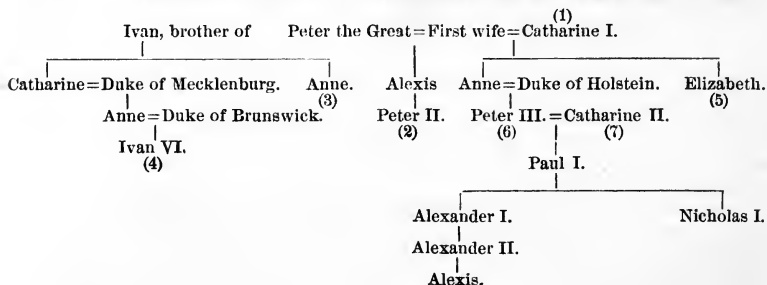 (1)
Ivan, brother of Peter the Great=First wife=Catharine I.
Catharine=Duke of Mecklenburg. Anne. Alexis Anne=Duke of Holstein. Elizabeth.
(3) (5)
Anne=Duke of Brunswick. Peter II. Peter III.=Catharine II.
(2) (6) (7)
Ivan VI.
(4)
Paul I.
Alexander I. Nicholas I.
Alexander II.
Alexis.